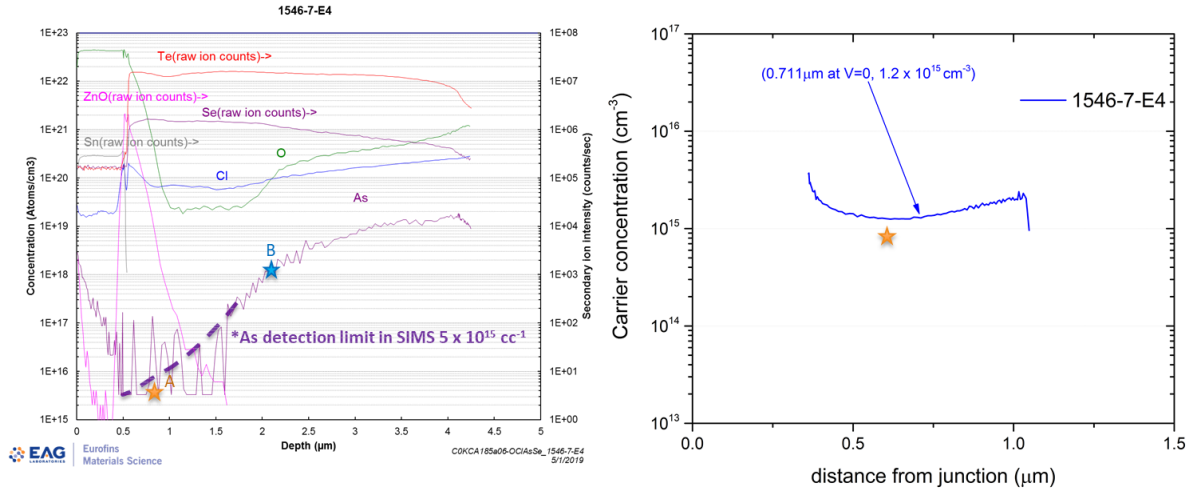 1546-7-E4
1E+23
1E+22
1E+21
1E+20
1E+19
1E+18
1E+17
1E+16
1E+15
Concentration (Atoms/cm3)
Te(raw ion counts)->
ZnO(raw ion counts)->
Se(raw ion counts)->
Sn(raw ion counts)->
O
Cl
As
B
*As detection limit in SIMS 5 x 10¹⁵ cc⁻¹
A
1E+08
1E+07
1E+06
1E+05
1E+04
1E+03
1E+02
1E+01
1E+00
Secondary ion intensity (counts/sec)
0 0.5 1 1.5 2 2.5 3 3.5 4 4.5 5
Depth (µm)
EAG
LABORATORIES
Eurofins
Materials Science
C0KCA185a06-OClAsSe_1546-7-E4
5/1/2019
10¹⁷
10¹⁶
10¹⁵
10¹⁴
10¹³
Carrier concentration (cm⁻³)
(0.711µm at V=0, 1.2 x 10¹⁵ cm⁻³)
1546-7-E4
0.0 0.5 1.0 1.5
distance from junction (µm)